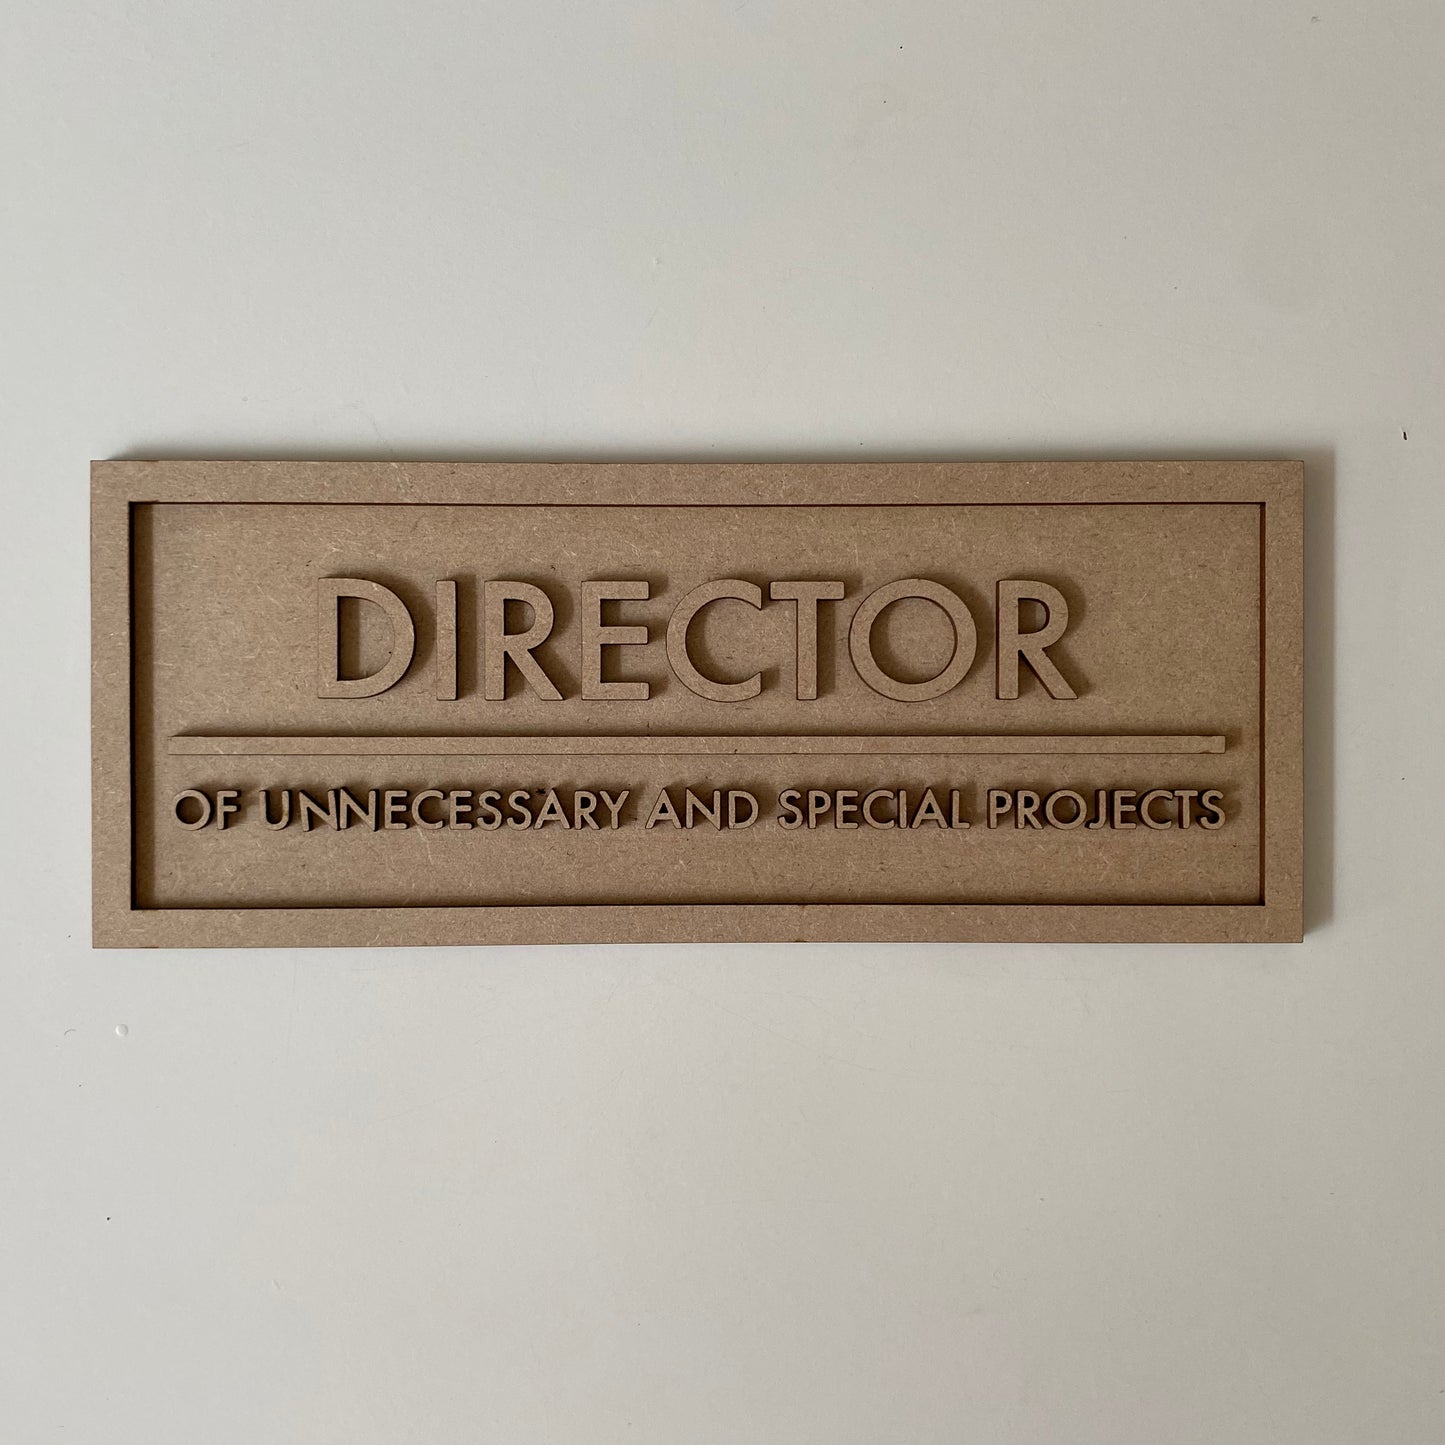 DIRECTOR
OF UNNECESSARY AND SPECIAL PROJECTS